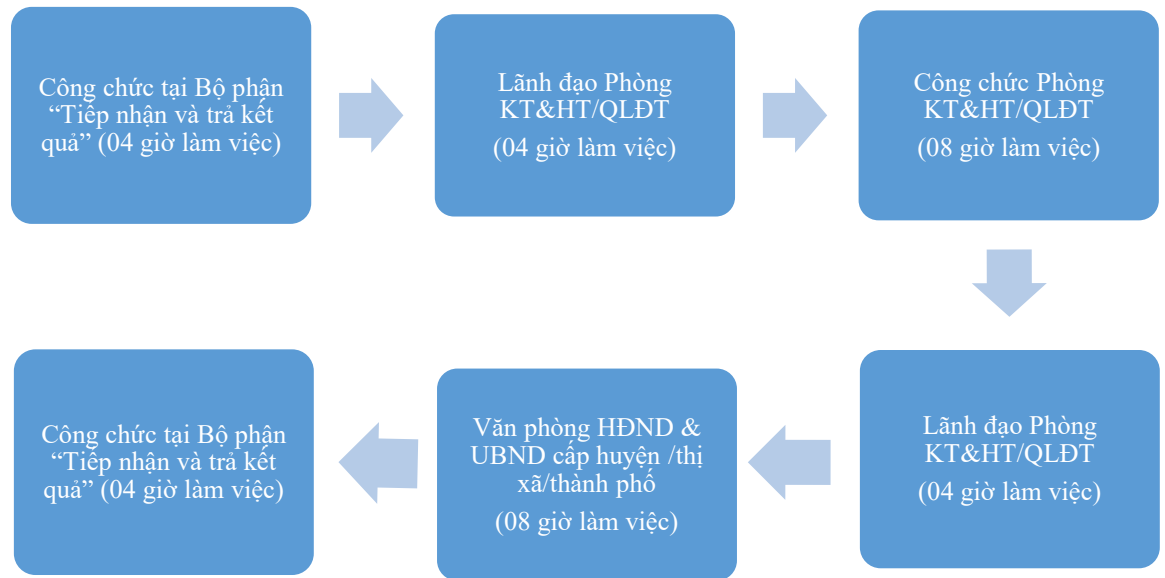 Công chức tại Bộ phận
“Tiếp nhận và trả kết
quả” (04 giờ làm việc)
Lãnh đạo Phòng
KT&HT/QLĐT
(04 giờ làm việc)
Công chức Phòng
KT&HT/QLĐT
(08 giờ làm việc)
Lãnh đạo Phòng
KT&HT/QLĐT
(04 giờ làm việc)
Văn phòng HĐND &
UBND cấp huyện /thị
xã/thành phố
(08 giờ làm việc)
Công chức tại Bộ phận
“Tiếp nhận và trả kết
quả” (04 giờ làm việc)